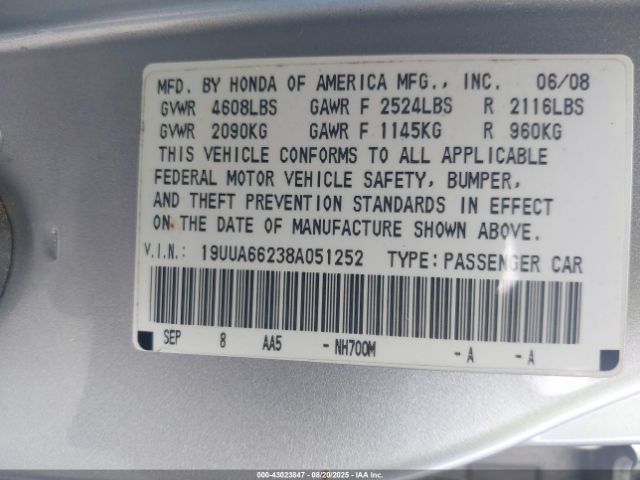 MFD. BY HONDA OF AMERICA MFG., INC. 06/08
GVWR 4608LBS GAWR F 2524LBS R 2116LBS
GVWR 2090KG GAWR F 1145KG R 960KG
THIS VEHICLE CONFORMS TO ALL APPLICABLE
FEDERAL MOTOR VEHICLE SAFETY, BUMPER,
AND THEFT PREVENTION STANDARDS IN EFFECT
ON THE DATE OF MANUFACTURE SHOWN ABOVE.
V.I.N.: 19UUA66238A051252 TYPE:PASSENGER CAR
SEP 8 AA5 -NH700M -A -A
000-43023847 - 08/20/2025 - IAAI.COM